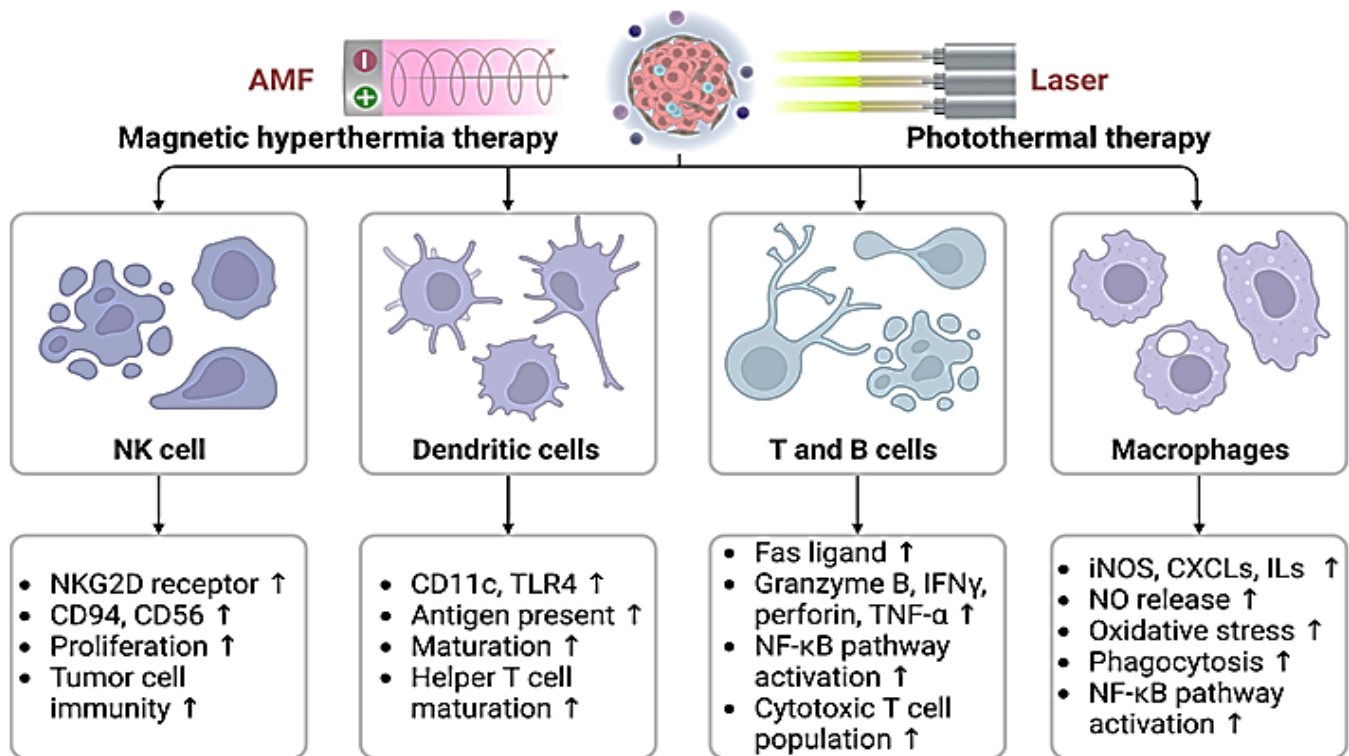 AMF
Laser
Magnetic hyperthermia therapy
Photothermal therapy
NK cell
Dendritic cells
T and B cells
Macrophages
• NKG2D receptor ↑
• CD94, CD56 ↑
• Proliferation ↑
• Tumor cell
immunity ↑
• CD11c, TLR4 ↑
• Antigen present ↑
• Maturation ↑
• Helper T cell
maturation ↑
• Fas ligand ↑
• Granzyme B, IFNγ,
perforin, TNF-α ↑
• NF-κB pathway
activation ↑
• Cytotoxic T cell
population ↑
• iNOS, CXCLs, ILs ↑
• NO release ↑
• Oxidative stress ↑
• Phagocytosis ↑
• NF-κB pathway
activation ↑